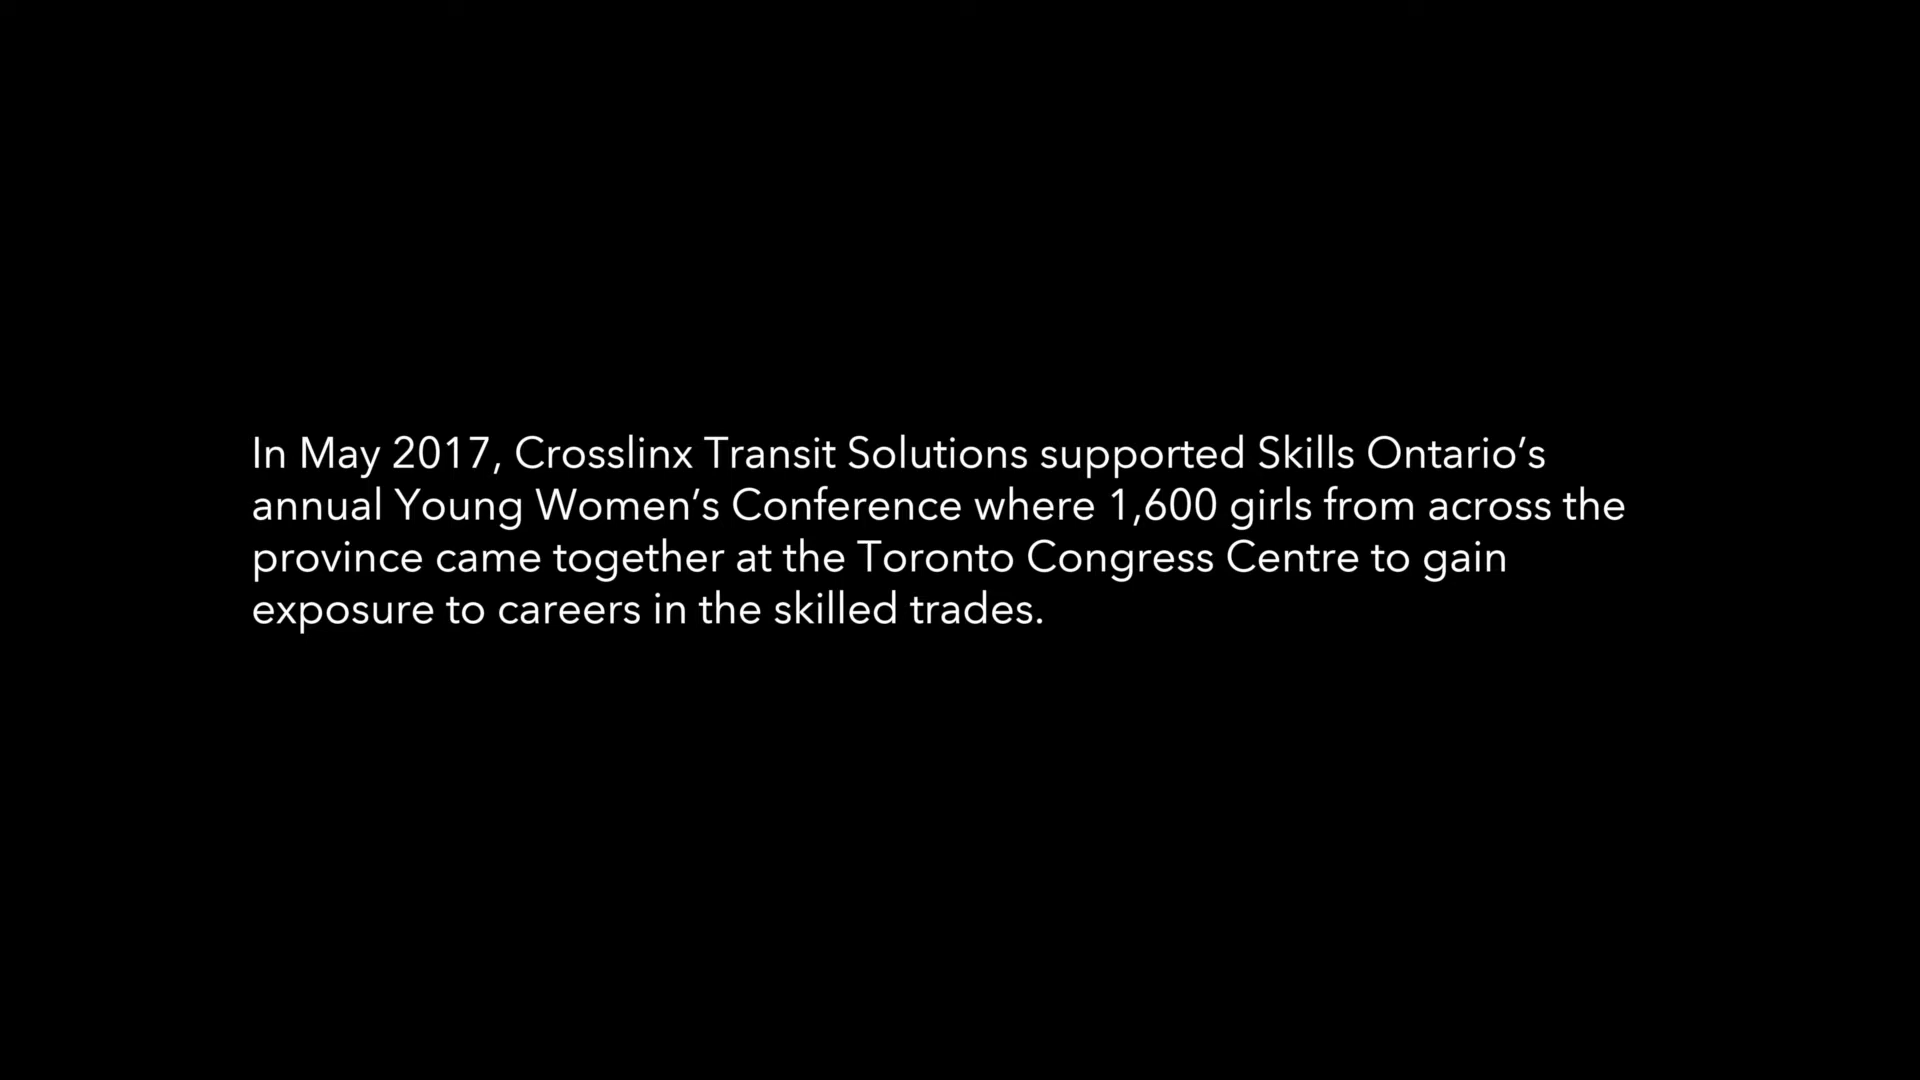 In May 2017, Crosslinx Transit Solutions supported Skills Ontario’s
annual Young Women’s Conference where 1,600 girls from across the
province came together at the Toronto Congress Centre to gain
exposure to careers in the skilled trades.